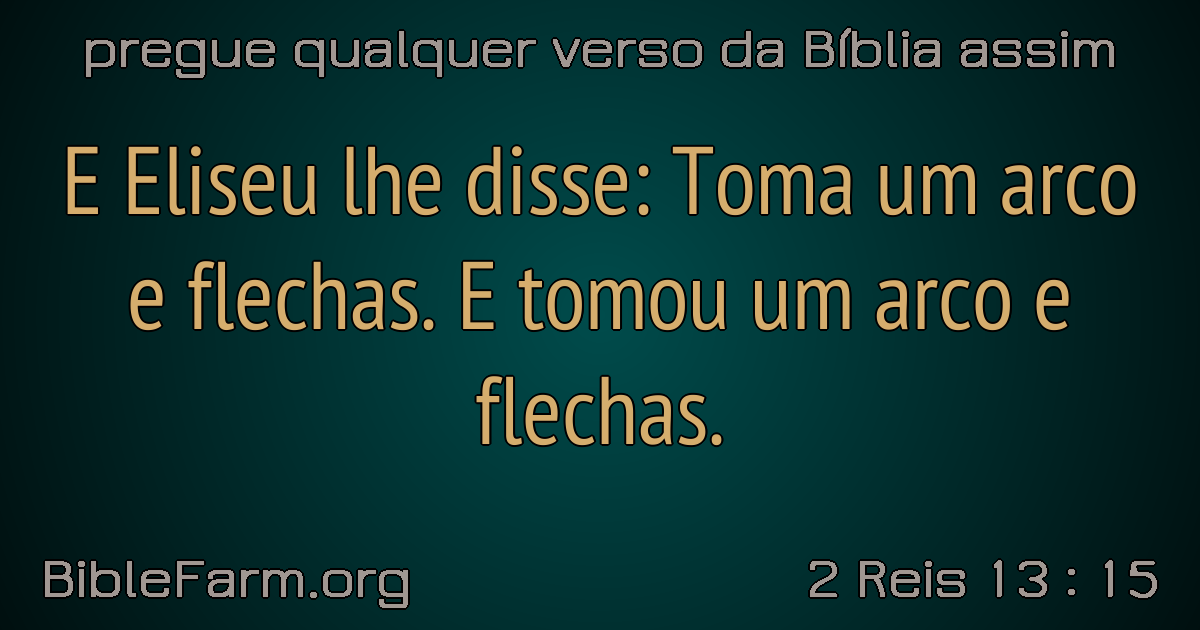 pregue qualquer verso da Bíblia assim
E Eliseu lhe disse: Toma um arco
e flechas. E tomou um arco e
flechas.
BibleFarm.org
2 Reis 13 : 15